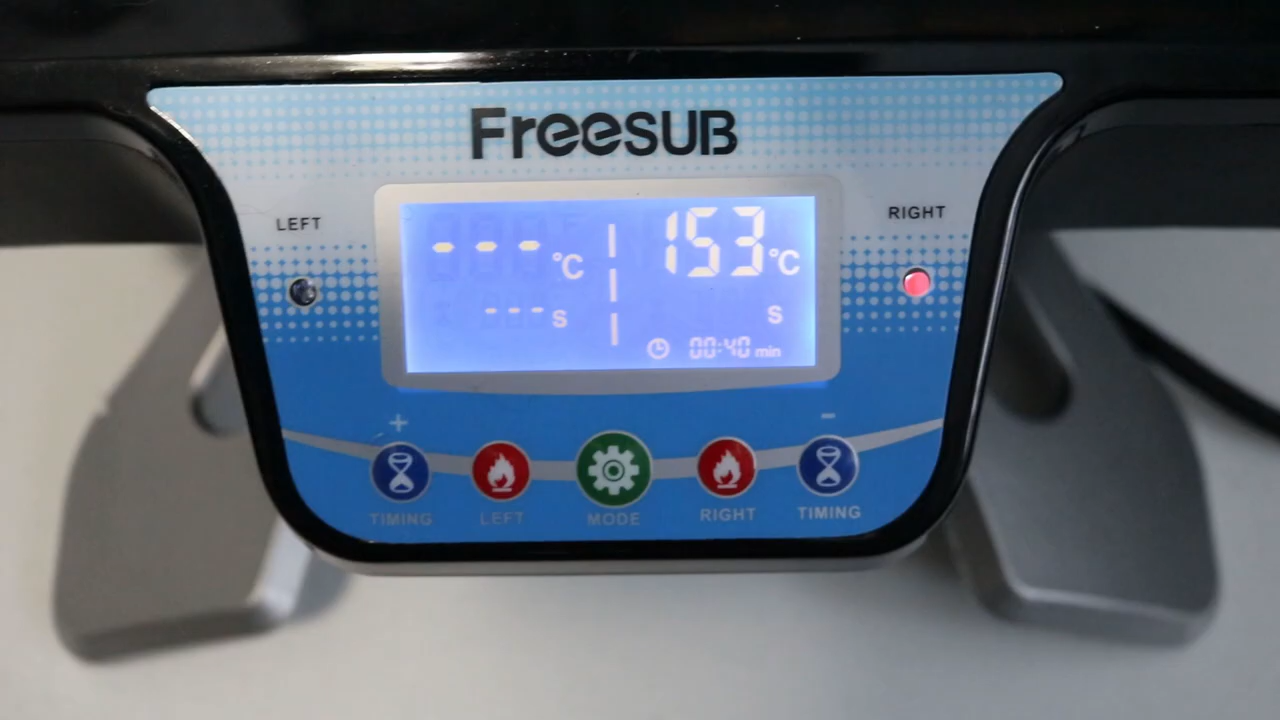 FreeSUB
LEFT
RIGHT
--- °C
153 °C
--- s
s
00:40 min
+
-
TIMING
LEFT
MODE
RIGHT
TIMING